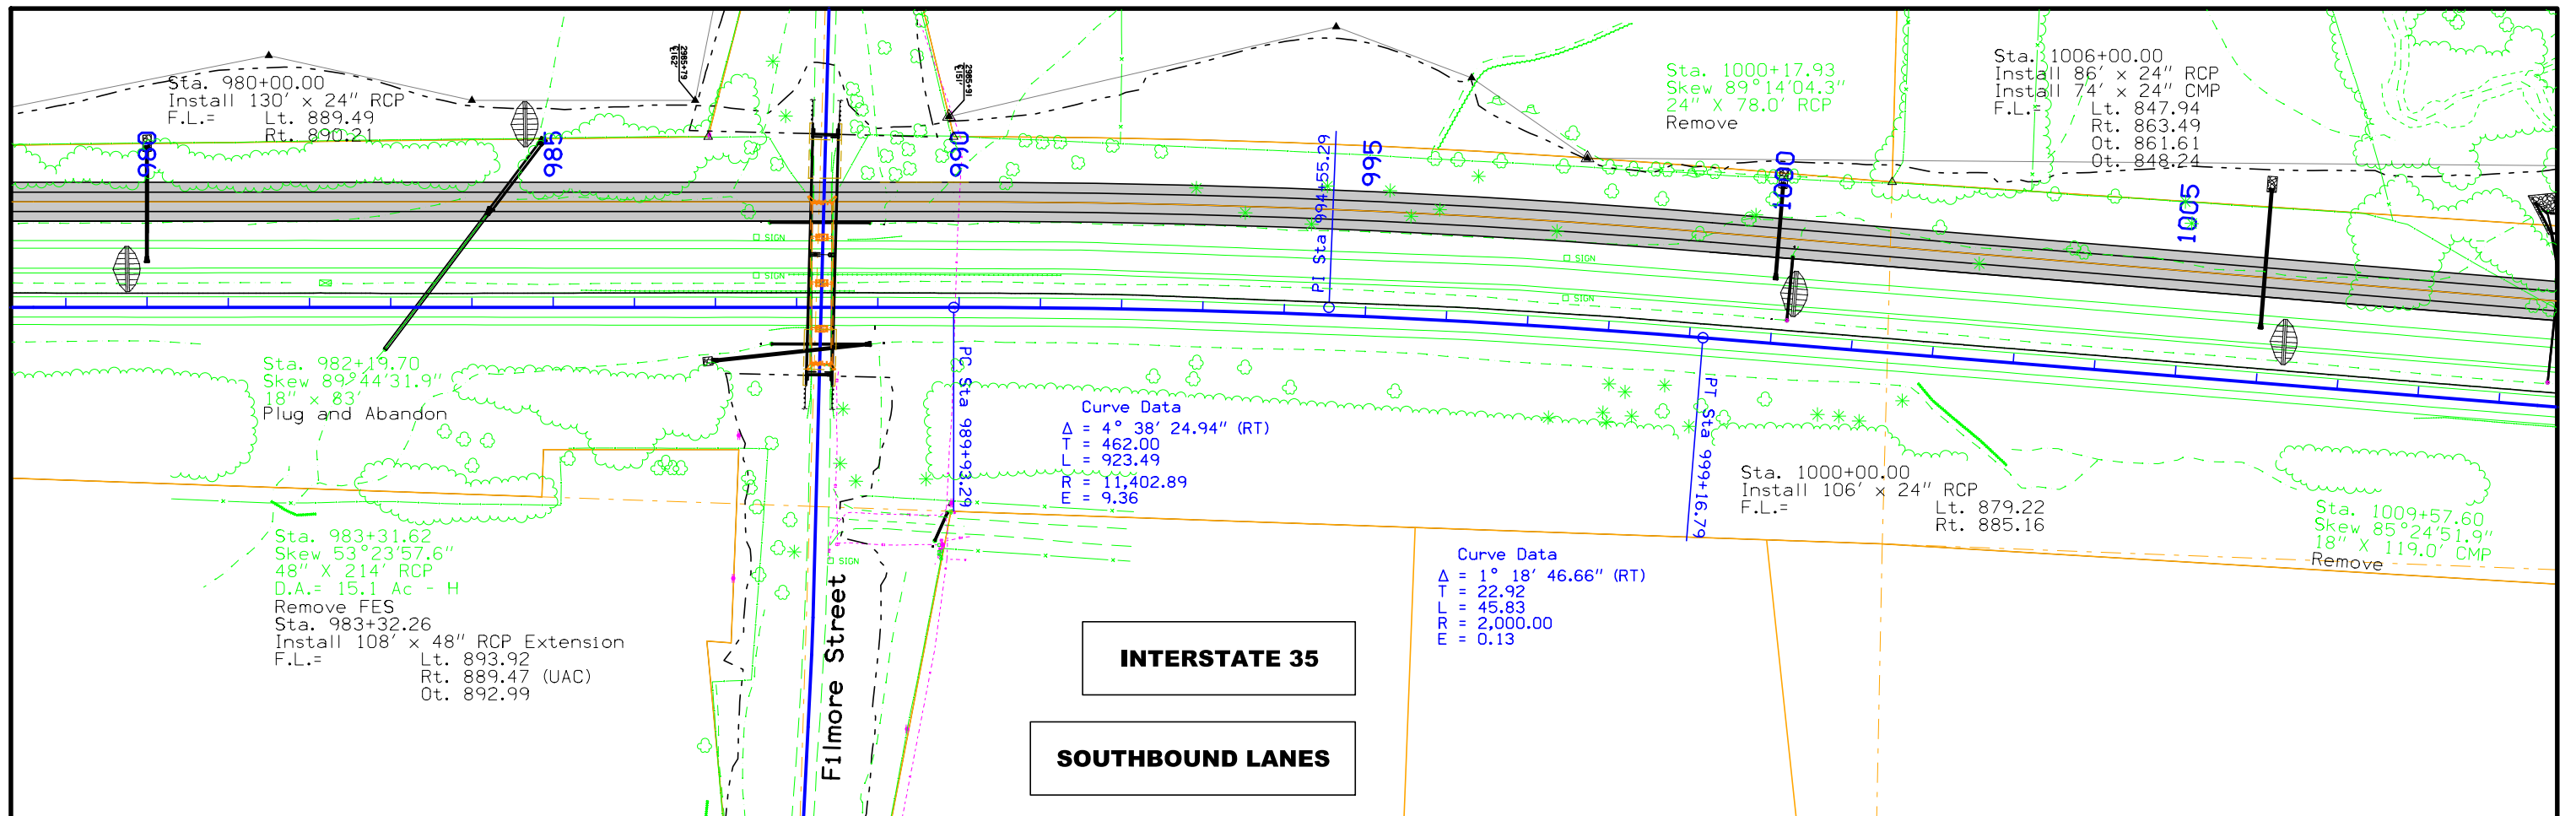 Sta. 980+00.00
Install 130' x 24" RCP
F.L.= Lt. 889.49
Rt. 890.21
2985+79
162'
2985+91
151'
Sta. 1000+17.93
Skew 89°14'04.3"
24" X 78.0' RCP
Remove
Sta. 1006+00.00
Install 86' x 24" RCP
Install 74' x 24" CMP
F.L.= Lt. 847.94
Rt. 863.49
Ot. 861.61
Ot. 848.24
980
985
990
PI Sta 994+55.29
995
1000
1005
SIGN
SIGN
SIGN
SIGN
Sta. 982+19.70
Skew 89°44'31.9"
18" x 83'
Plug and Abandon
PC Sta 989+93.29
Curve Data
Δ = 4° 38' 24.94" (RT)
T = 462.00
L = 923.49
R = 11,402.89
E = 9.36
PT Sta 999+16.79
Sta. 1000+00.00
Install 106' x 24" RCP
F.L.= Lt. 879.22
Rt. 885.16
Sta. 1009+57.60
Skew 85°24'51.9"
18" X 119.0' CMP
Remove
Sta. 983+31.62
Skew 53°23'57.6"
48" X 214' RCP
D.A.= 15.1 Ac - H
Remove FES
Sta. 983+32.26
Install 108' x 48" RCP Extension
F.L.= Lt. 893.92
Rt. 889.47 (UAC)
Ot. 892.99
SIGN
Filmore Street
Curve Data
Δ = 1° 18' 46.66" (RT)
T = 22.92
L = 45.83
R = 2,000.00
E = 0.13
INTERSTATE 35
SOUTHBOUND LANES